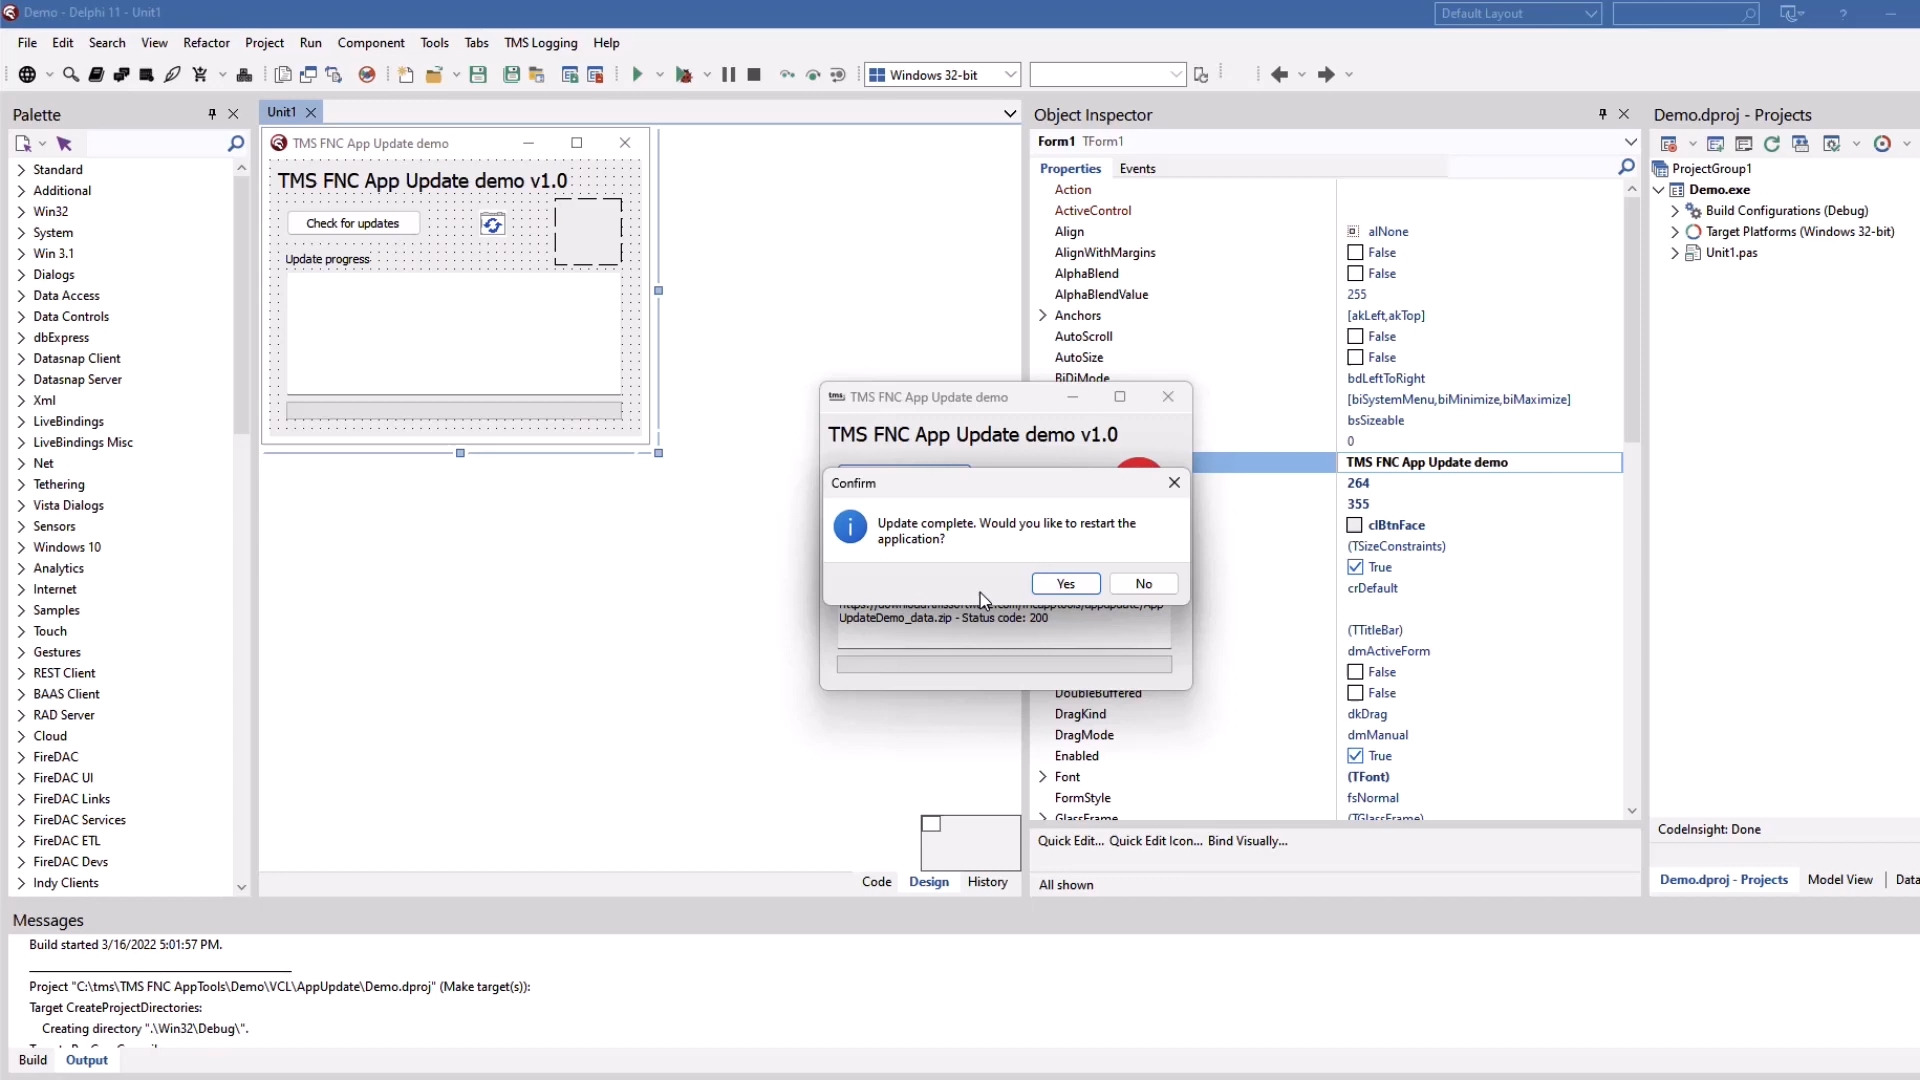 Demo - Delphi 11 - Unit1
Default Layout
?
File Edit Search View Refactor Project Run Component Tools Tabs TMS Logging Help
Windows 32-bit
Palette
Standard
Additional
Win32
System
Win 3.1
Dialogs
Data Access
Data Controls
dbExpress
Datasnap Client
Datasnap Server
Xml
LiveBindings
LiveBindings Misc
Net
Tethering
Vista Dialogs
Sensors
Windows 10
Analytics
Internet
Samples
Touch
Gestures
REST Client
BAAS Client
RAD Server
Cloud
FireDAC
FireDAC UI
FireDAC Links
FireDAC Services
FireDAC ETL
FireDAC Devs
Indy Clients
Unit1
TMS FNC App Update demo
TMS FNC App Update demo v1.0
Check for updates
Update progress
Code Design History
tms TMS FNC App Update demo
TMS FNC App Update demo v1.0
Confirm
Update complete. Would you like to restart the
application?
Yes No
UpdateDemo_data.zip - Status code: 200
Object Inspector
Form1 TForm1
Properties Events
Action
ActiveControl
Align alNone
AlignWithMargins False
AlphaBlend False
AlphaBlendValue 255
Anchors [akLeft,akTop]
AutoScroll False
AutoSize False
BiDiMode bdLeftToRight
[biSystemMenu,biMinimize,biMaximize]
bsSizeable
0
TMS FNC App Update demo
264
355
clBtnFace
(TSizeConstraints)
True
crDefault
(TTitleBar)
dmActiveForm
False
DoubleBuffered False
DragKind dkDrag
DragMode dmManual
Enabled True
Font (TFont)
FormStyle fsNormal
GlassFrame (TGlassFrame)
Quick Edit... Quick Edit Icon... Bind Visually...
All shown
Demo.dproj - Projects
ProjectGroup1
Demo.exe
Build Configurations (Debug)
Target Platforms (Windows 32-bit)
Unit1.pas
CodeInsight: Done
Demo.dproj - Projects Model View Data
Messages
Build started 3/16/2022 5:01:57 PM.
Project "C:\tms\TMS FNC AppTools\Demo\VCL\AppUpdate\Demo.dproj" (Make target(s)):
Target CreateProjectDirectories:
Creating directory ".\Win32\Debug\".
Build Output